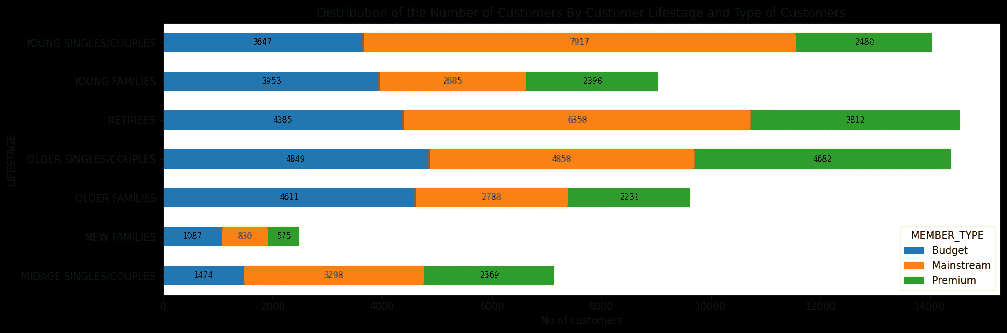 Distribution of the Number of Customers By Customer Lifestage and Type of Customers
YOUNG SINGLES/COUPLES 3647 7917 2480
YOUNG FAMILIES 3953 2685 2396
RETIREES 4385 6358 3812
OLDER SINGLES/COUPLES 4849 4858 4682
OLDER FAMILIES 4611 2788 2231
NEW FAMILIES 1087 830 575
MIDAGE SINGLES/COUPLES 1474 3298 2369
LIFESTAGE
MEMBER_TYPE
Budget
Mainstream
Premium
0 2000 4000 6000 8000 10000 12000 14000
No of customers